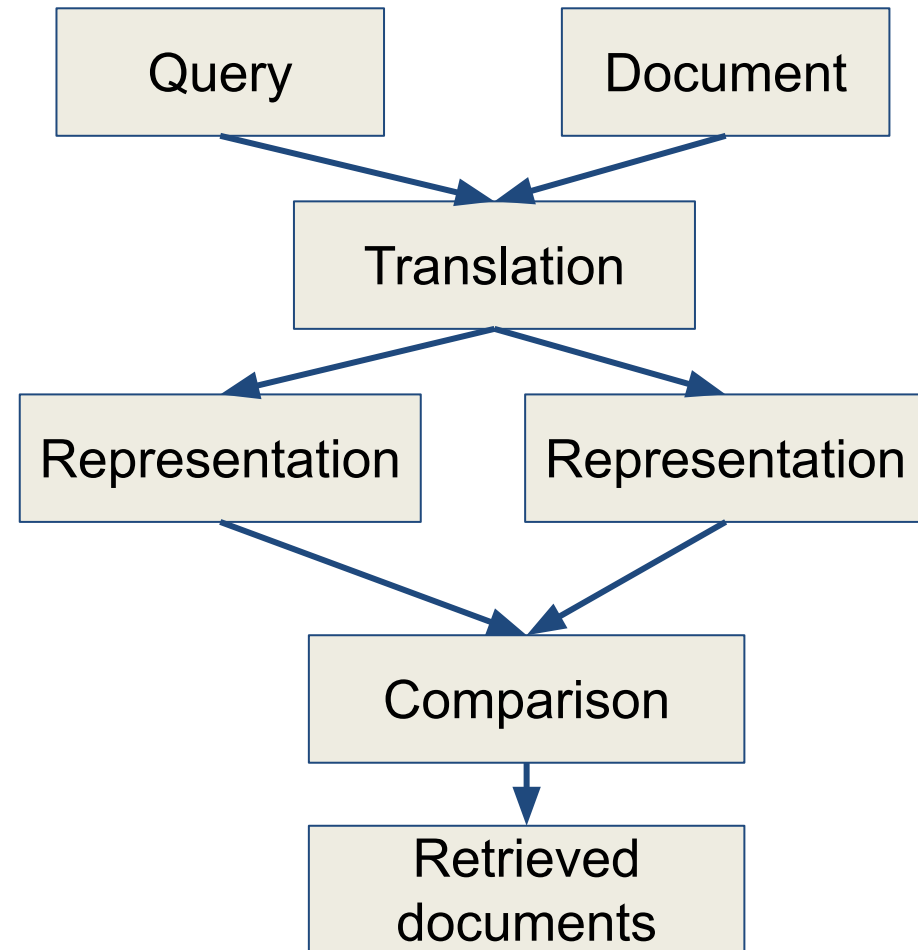 Query
Document
Translation
Representation
Representation
Comparison
Retrieved
documents